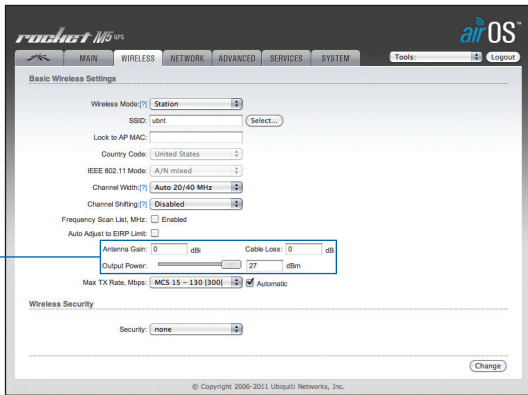 rocket M5 GPS
airOS™
MAIN WIRELESS NETWORK ADVANCED SERVICES SYSTEM Tools: Logout
Basic Wireless Settings
Wireless Mode:[?] Station
SSID: ubnt Select...
Lock to AP MAC:
Country Code: United States
IEEE 802.11 Mode: A/N mixed
Channel Width:[?] Auto 20/40 MHz
Channel Shifting:[?] Disabled
Frequency Scan List, MHz: Enabled
Auto Adjust to EIRP Limit:
Antenna Gain: 0 dBi Cable Loss: 0 dB
Output Power: 27 dBm
Max TX Rate, Mbps: MCS 15 – 130 [300] Automatic
Wireless Security
Security: none
Change
© Copyright 2006-2011 Ubiquiti Networks, Inc.